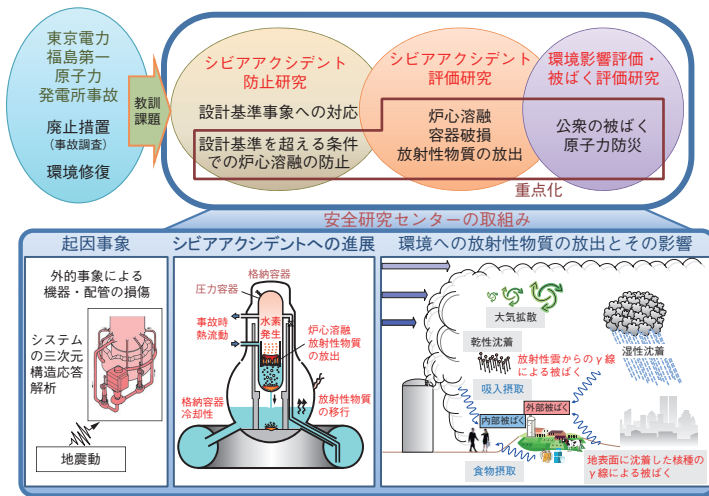 東京電力
福島第一
原子力
発電所事故
廃止措置
(事故調査)
環境修復
教訓
課題
シビアアクシデント
防止研究
設計基準事象への対応
設計基準を超える条件
での炉心溶融の防止
シビアアクシデント
評価研究
炉心溶融
容器破損
放射性物質の放出
環境影響評価・
被ばく評価研究
公衆の被ばく
原子力防災
重点化
安全研究センターの取組み
起因事象
外的事象による
機器・配管の損傷
システム
の三次元
構造応答
解析
地震動
シビアアクシデントへの進展
格納容器
圧力容器
事故時
熱流動
水素
発生
炉心溶融
放射性物質
の放出
格納容器
冷却性
放射性物質
の移行
環境への放射性物質の放出とその影響
大気拡散
乾性沈着
湿性沈着
放射性雲からのγ線
による被ばく
吸入摂取
外部被ばく
内部被ばく
食物摂取
地表面に沈着した核種の
γ線による被ばく